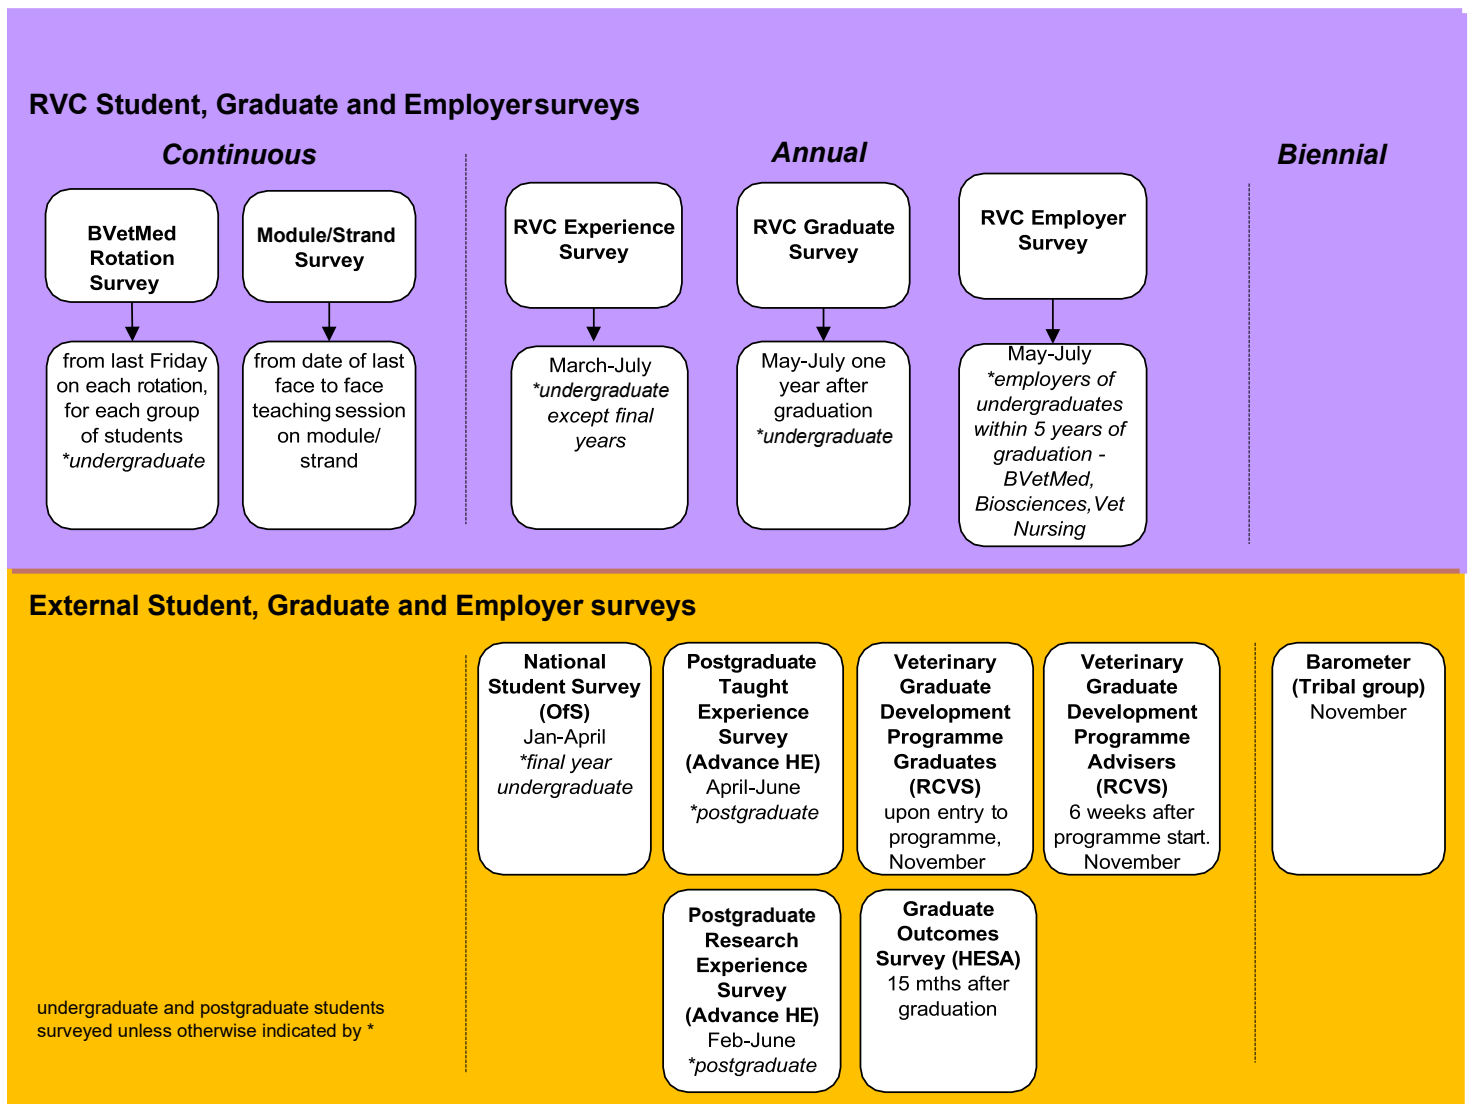 RVC Student, Graduate and Employer surveys
Continuous
Annual
Biennial
BVetMed
Rotation
Survey
Module/Strand
Survey
RVC Experience
Survey
RVC Graduate
Survey
RVC Employer
Survey
from last Friday
on each rotation,
for each group
of students
*undergraduate
from date of last
face to face
teaching session
on module/
strand
March-July
*undergraduate
except final
years
May-July one
year after
graduation
*undergraduate
May-July
*employers of
undergraduates
within 5 years of
graduation -
BVetMed,
Biosciences, Vet
Nursing
External Student, Graduate and Employer surveys
National
Student Survey
(OfS)
Jan-April
*final year
undergraduate
Postgraduate
Taught
Experience
Survey
(Advance HE)
April-June
*postgraduate
Veterinary
Graduate
Development
Programme
Graduates
(RCVS)
upon entry to
programme,
November
Veterinary
Graduate
Development
Programme
Advisers
(RCVS)
6 weeks after
programme start.
November
Barometer
(Tribal group)
November
Postgraduate
Research
Experience
Survey
(Advance HE)
Feb-June
*postgraduate
Graduate
Outcomes
Survey (HESA)
15 mths after
graduation
undergraduate and postgraduate students
surveyed unless otherwise indicated by *